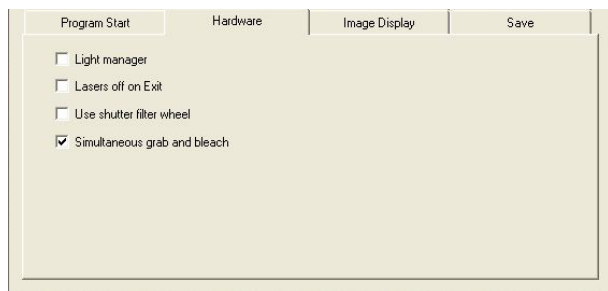 Program Start Hardware Image Display Save
Light manager
Lasers off on Exit
Use shutter filter wheel
Simultaneous grab and bleach